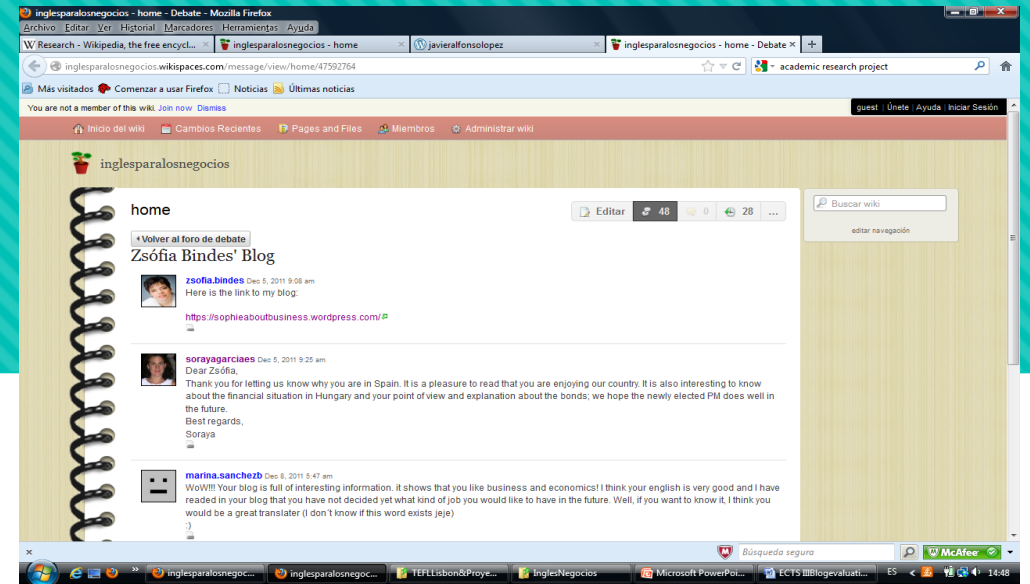 inglesparalosnegocios - home - Debate - Mozilla Firefox
Archivo Editar Ver Historial Marcadores Herramientas Ayuda
W Research - Wikipedia, the free encycl... × inglesparalosnegocios - home × javieralfonsolopez × inglesparalosnegocios - home - Debate × +
inglesparalosnegocios.wikispaces.com/message/view/home/47592764 academic research project
Más visitados Comenzar a usar Firefox Noticias Últimas noticias
You are not a member of this wiki. Join now Dismiss guest | Únete | Ayuda | Iniciar Sesión
Inicio del wiki Cambios Recientes Pages and Files Miembros Administrar wiki
inglesparalosnegocios
home Editar 48 0 28 ... Buscar wiki
editar navegación
Volver al foro de debate
Zsófia Bindes' Blog
zsofia.bindes Dec 5, 2011 9:08 am
Here is the link to my blog:
https://sophieaboutbusiness.wordpress.com/
sorayagarciaes Dec 5, 2011 9:25 am
Dear Zsófia,
Thank you for letting us know why you are in Spain. It is a pleasure to read that you are enjoying our country. It is also interesting to know
about the financial situation in Hungary and your point of view and explanation about the bonds; we hope the newly elected PM does well in
the future.
Best regards,
Soraya
marina.sanchezb Dec 8, 2011 5:47 am
WoW!!! Your blog is full of interesting information. it shows that you like business and economics! I think your english is very good and I have
readed in your blog that you have not decided yet what kind of job you would like to have in the future. Well, if you want to know it, I think you
would be a great translater (I don´t know if this word exists jeje)
:)
× Búsqueda segura McAfee
» inglesparalosnegoc... inglesparalosnegoc... TEFLLisbon&Proye... InglesNegocios Microsoft PowerPoi... ECTS IIIBlogevaluati... ES < 14:48